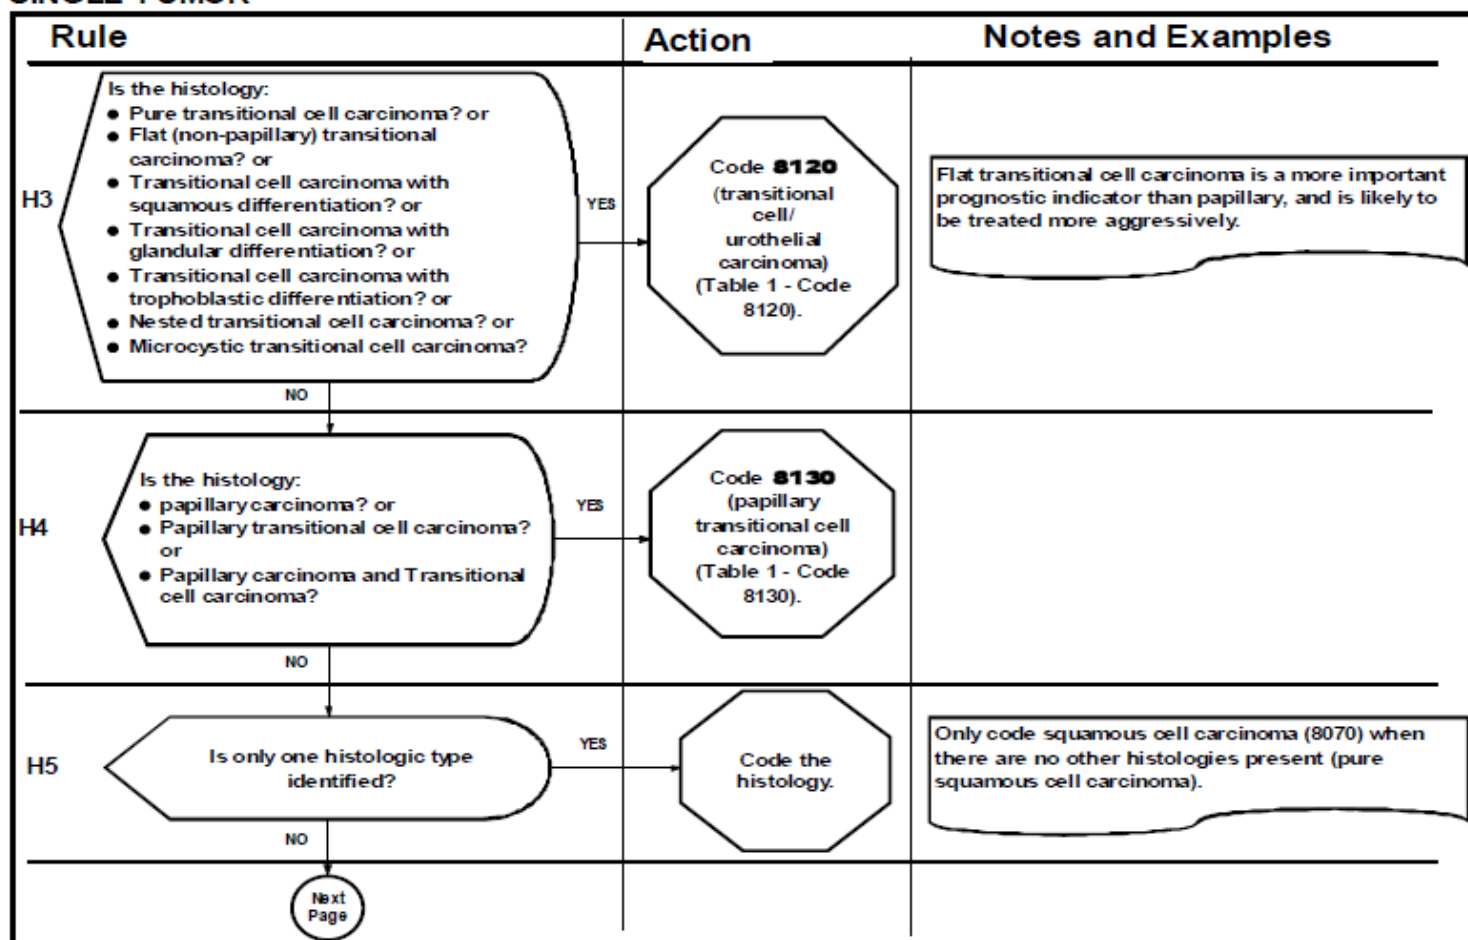 SINGLE TUMOR
Rule
Action
Notes and Examples
H3
Is the histology:
● Pure transitional cell carcinoma? or
● Flat (non-papillary) transitional
carcinoma? or
● Transitional cell carcinoma with
squamous differentiation? or
● Transitional cell carcinoma with
glandular differentiation? or
● Transitional cell carcinoma with
trophoblastic differentiation? or
● Nested transitional cell carcinoma? or
● Microcystic transitional cell carcinoma?
YES
Code 8120
(transitional
cell/
urothelial
carcinoma)
(Table 1 - Code
8120).
Flat transitional cell carcinoma is a more important
prognostic indicator than papillary, and is likely to
be treated more aggressively.
NO
H4
Is the histology:
● papillary carcinoma? or
● Papillary transitional cell carcinoma?
or
● Papillary carcinoma and Transitional
cell carcinoma?
YES
Code 8130
(papillary
transitional cell
carcinoma)
(Table 1 - Code
8130).
NO
H5
Is only one histologic type
identified?
YES
Code the
histology.
Only code squamous cell carcinoma (8070) when
there are no other histologies present (pure
squamous cell carcinoma).
NO
Next
Page